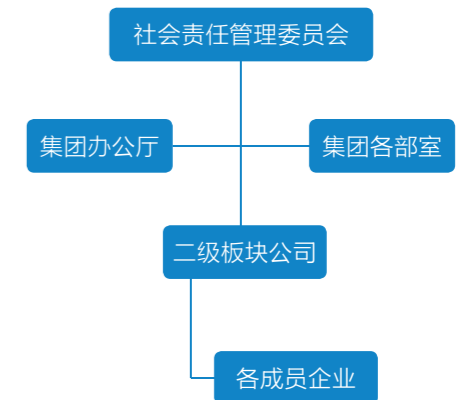 社会责任管理委员会
集团办公厅
集团各部室
二级板块公司
各成员企业